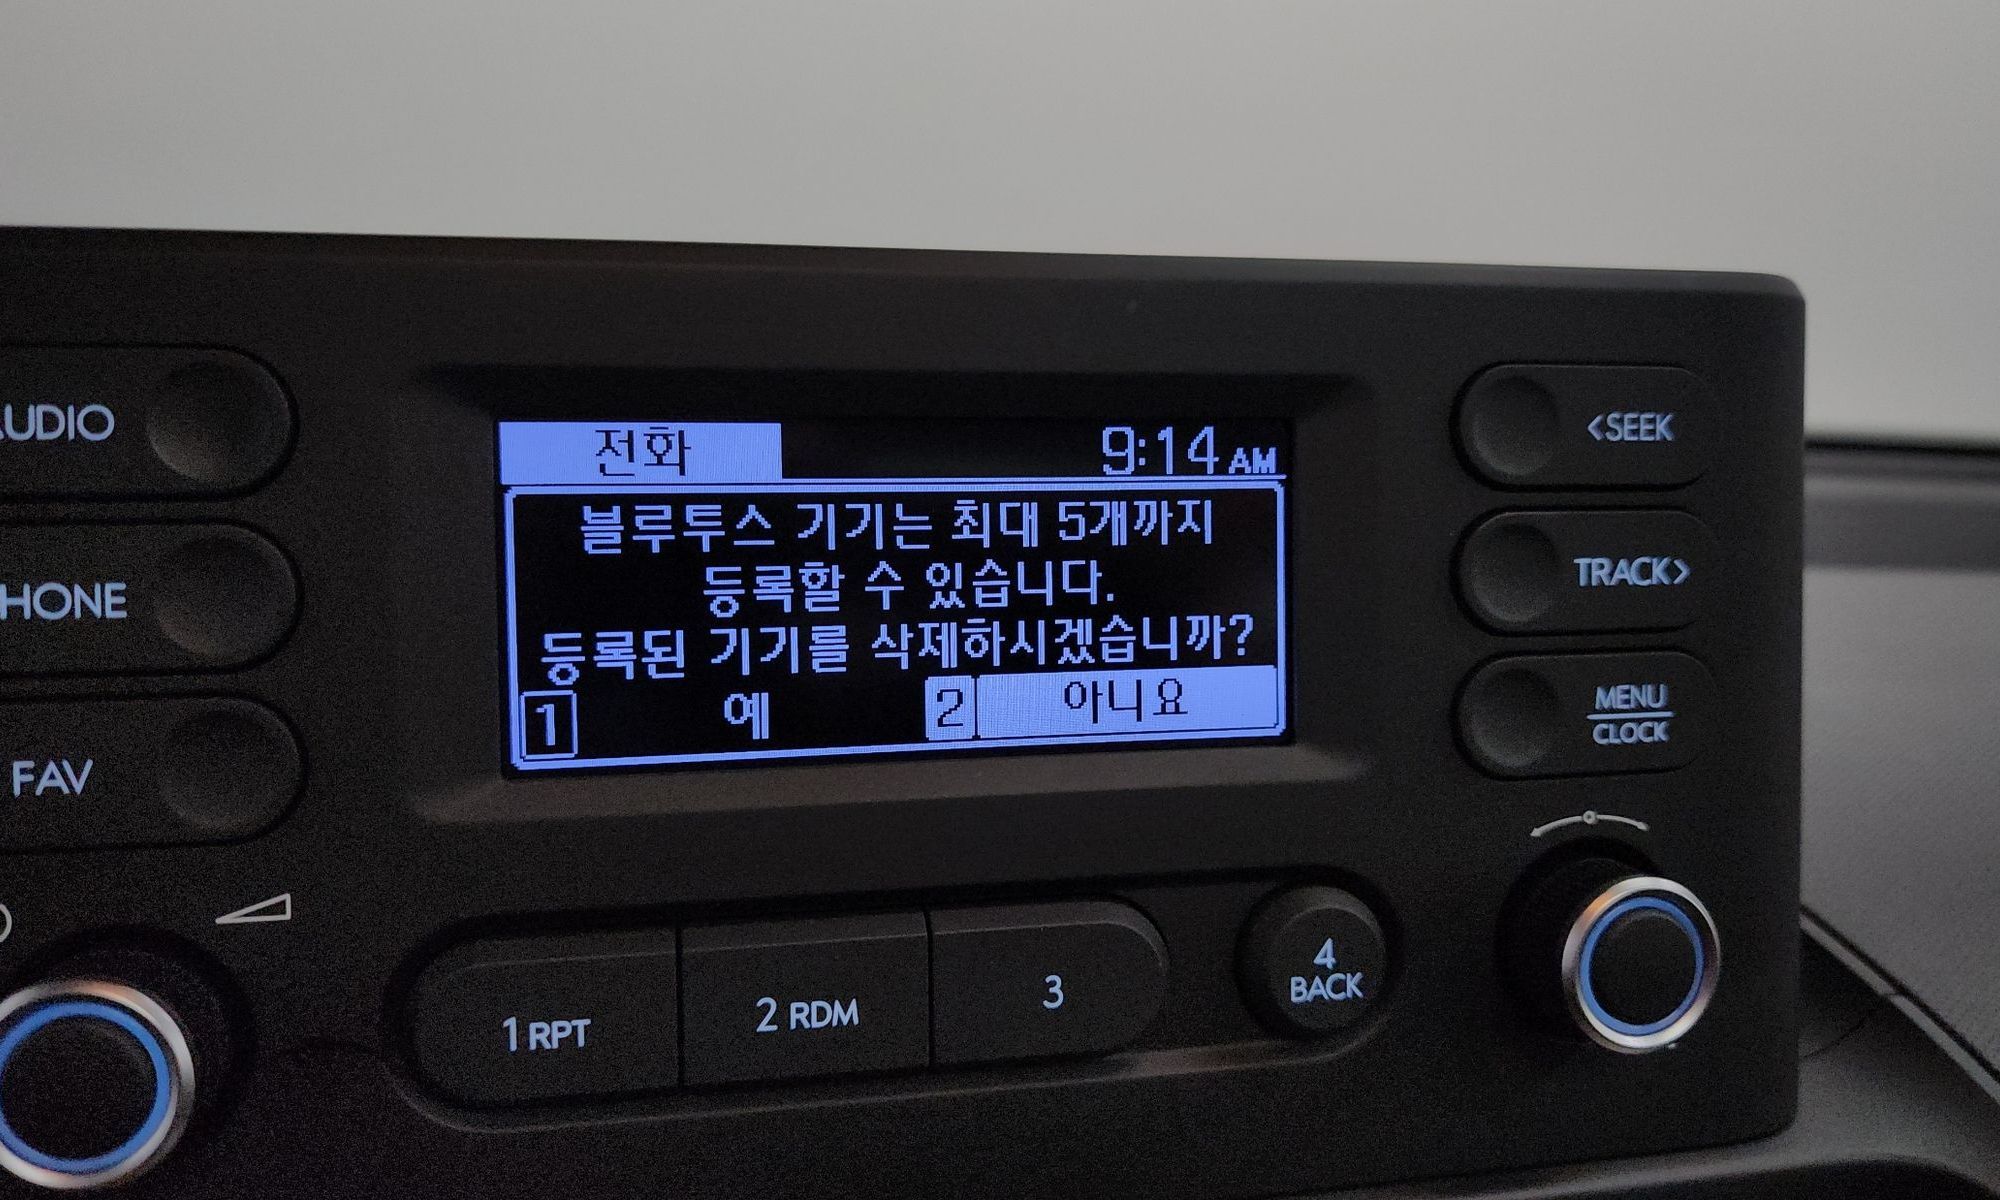 AUDIO
PHONE
FAV
전화 9:14 AM
블루투스 기기는 최대 5개까지
등록할 수 있습니다.
등록된 기기를 삭제하시겠습니까?
1 예 2 아니요
<SEEK
TRACK>
MENU
CLOCK
1 RPT
2 RDM
3
4
BACK